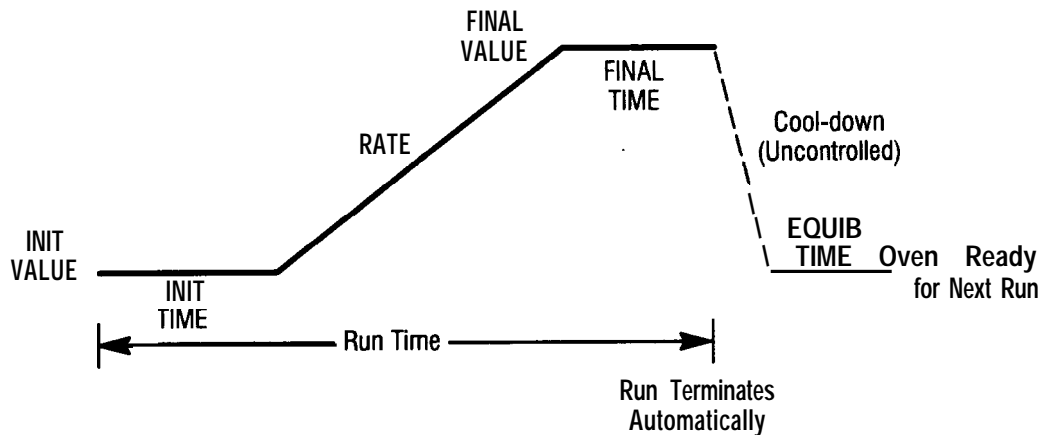 FINAL
VALUE
FINAL
TIME
RATE
Cool-down
(Uncontrolled)
INIT
VALUE
INIT
TIME
EQUIB
TIME
Oven Ready
for Next Run
Run Time
Run Terminates
Automatically